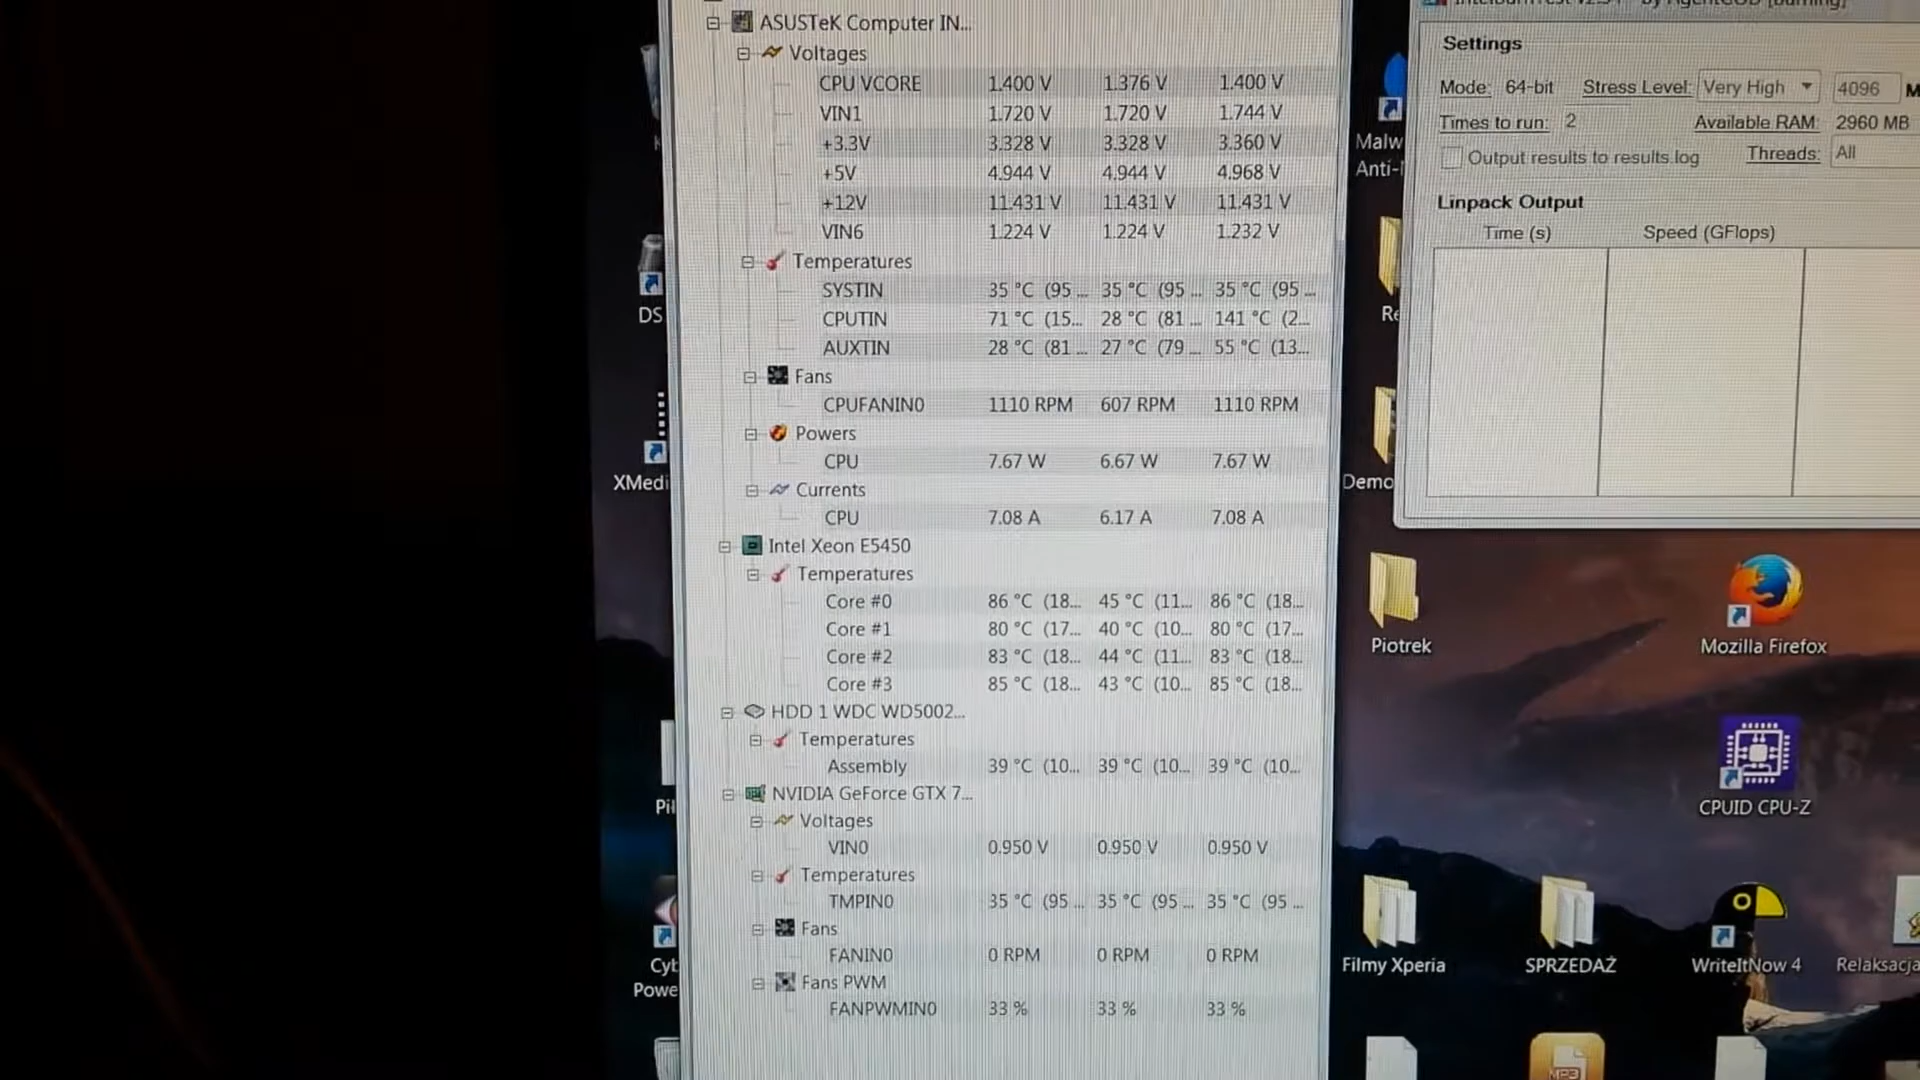 ASUSTeK Computer IN...
Voltages
CPU VCORE 1.400 V 1.376 V 1.400 V
VIN1 1.720 V 1.720 V 1.744 V
+3.3V 3.328 V 3.328 V 3.360 V
+5V 4.944 V 4.944 V 4.968 V
+12V 11.431 V 11.431 V 11.431 V
VIN6 1.224 V 1.224 V 1.232 V
Temperatures
SYSTIN 35 °C (95 ... 35 °C (95 ... 35 °C (95 ...
CPUTIN 71 °C (15... 28 °C (81 ... 141 °C (2...
AUXTIN 28 °C (81 ... 27 °C (79 ... 55 °C (13...
Fans
CPUFANIN0 1110 RPM 607 RPM 1110 RPM
Powers
CPU 7.67 W 6.67 W 7.67 W
Currents
CPU 7.08 A 6.17 A 7.08 A
Intel Xeon E5450
Temperatures
Core #0 86 °C (18... 45 °C (11... 86 °C (18...
Core #1 80 °C (17... 40 °C (10... 80 °C (17...
Core #2 83 °C (18... 44 °C (11... 83 °C (18...
Core #3 85 °C (18... 43 °C (10... 85 °C (18...
HDD 1 WDC WD5002...
Temperatures
Assembly 39 °C (10... 39 °C (10... 39 °C (10...
NVIDIA GeForce GTX 7...
Voltages
VIN0 0.950 V 0.950 V 0.950 V
Temperatures
TMPIN0 35 °C (95 ... 35 °C (95 ... 35 °C (95 ...
Fans
FANIN0 0 RPM 0 RPM 0 RPM
Fans PWM
FANPWMIN0 33 % 33 % 33 %
Settings
Mode: 64-bit Stress Level: Very High 4096 M
Times to run: 2 Available RAM: 2960 MB
Output results to results.log Threads: All
Linpack Output
Time (s) Speed (GFlops)
DS
XMedi
Pil
Cyb
Powe
Malw
Anti-
Re
Demo
Piotrek
Mozilla Firefox
CPUID CPU-Z
Filmy Xperia
SPRZEDAŻ
WriteItNow 4
Relaksacja
MP3